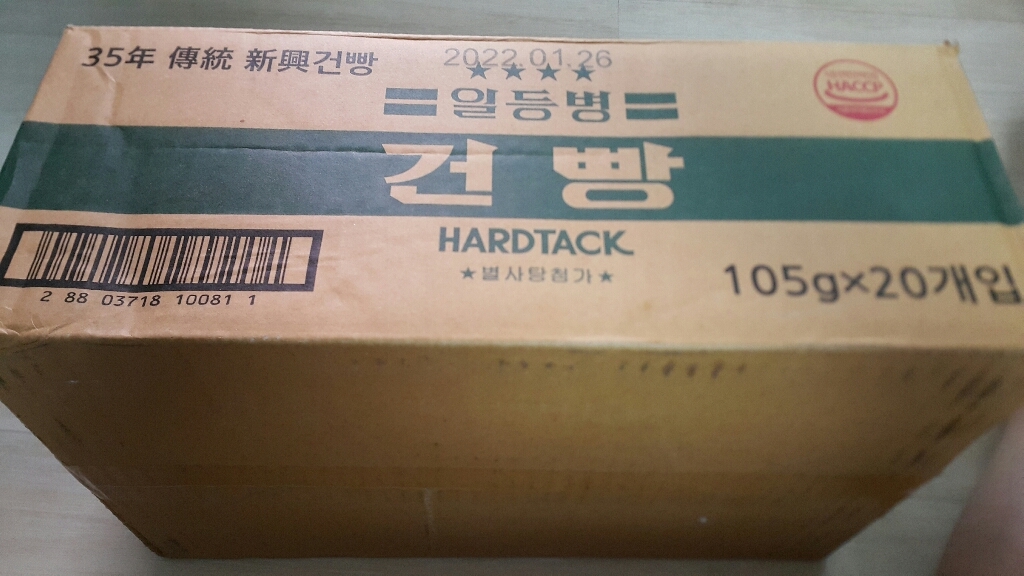 35年 傳統 新興건빵
2022.01.26
★★★★
일등병
HACCP
건빵
HARDTACK
★별사탕첨가★
105g×20개입
2 88 03718 10081 1